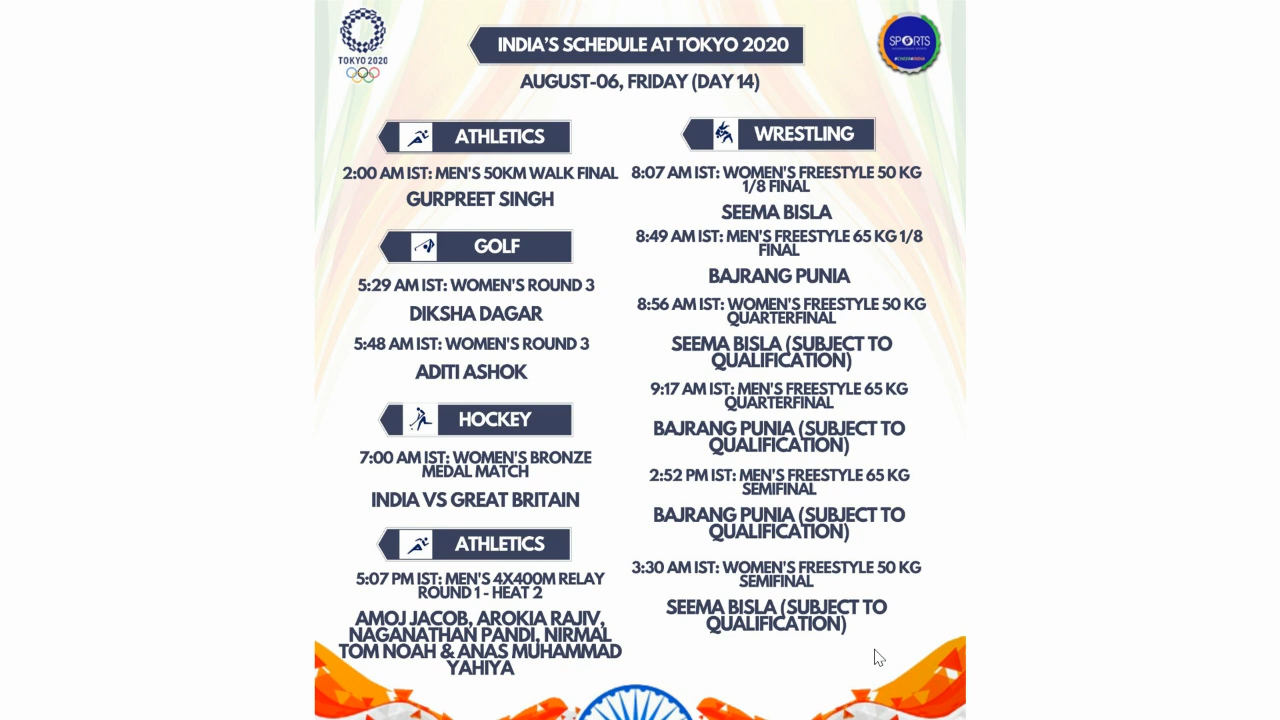 TOKYO 2020
INDIA'S SCHEDULE AT TOKYO 2020
SPORTS
#CHEER4INDIA
AUGUST-06, FRIDAY (DAY 14)
ATHLETICS
2:00 AM IST: MEN'S 50KM WALK FINAL
GURPREET SINGH
GOLF
5:29 AM IST: WOMEN'S ROUND 3
DIKSHA DAGAR
5:48 AM IST: WOMEN'S ROUND 3
ADITI ASHOK
HOCKEY
7:00 AM IST: WOMEN'S BRONZE
MEDAL MATCH
INDIA VS GREAT BRITAIN
ATHLETICS
5:07 PM IST: MEN'S 4X400M RELAY
ROUND 1 - HEAT 2
AMOJ JACOB, AROKIA RAJIV,
NAGANATHAN PANDI, NIRMAL
TOM NOAH & ANAS MUHAMMAD
YAHIYA
WRESTLING
8:07 AM IST: WOMEN'S FREESTYLE 50 KG
1/8 FINAL
SEEMA BISLA
8:49 AM IST: MEN'S FREESTYLE 65 KG 1/8
FINAL
BAJRANG PUNIA
8:56 AM IST: WOMEN'S FREESTYLE 50 KG
QUARTERFINAL
SEEMA BISLA (SUBJECT TO
QUALIFICATION)
9:17 AM IST: MEN'S FREESTYLE 65 KG
QUARTERFINAL
BAJRANG PUNIA (SUBJECT TO
QUALIFICATION)
2:52 PM IST: MEN'S FREESTYLE 65 KG
SEMIFINAL
BAJRANG PUNIA (SUBJECT TO
QUALIFICATION)
3:30 AM IST: WOMEN'S FREESTYLE 50 KG
SEMIFINAL
SEEMA BISLA (SUBJECT TO
QUALIFICATION)